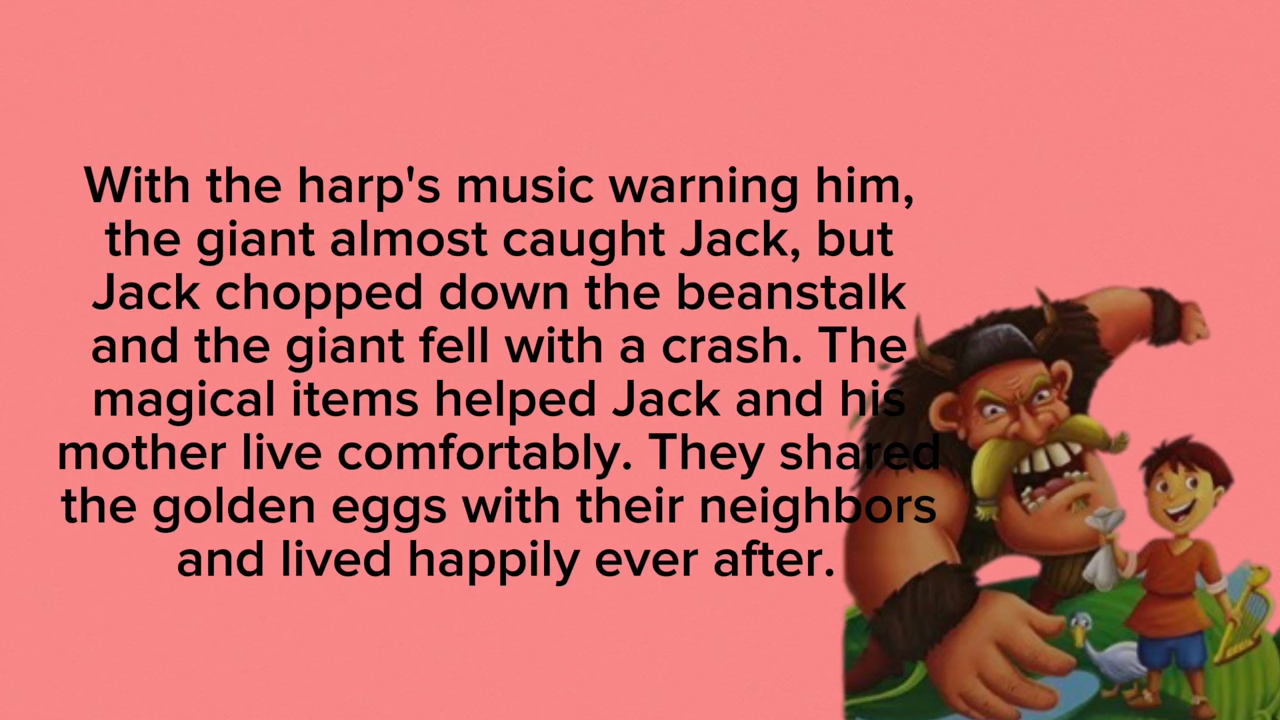 With the harp's music warning him,
the giant almost caught Jack, but
Jack chopped down the beanstalk
and the giant fell with a crash. The
magical items helped Jack and his
mother live comfortably. They shared
the golden eggs with their neighbors
and lived happily ever after.